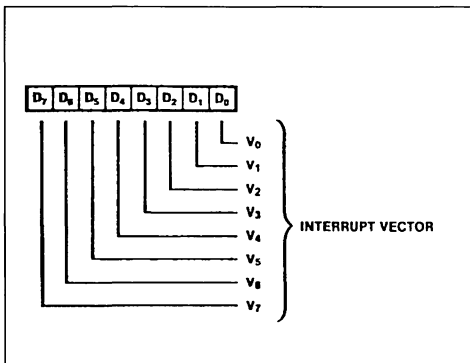 D7 D6 D5 D4 D3 D2 D1 D0
V0
V1
V2
V3
V4
INTERRUPT VECTOR
V5
V6
V7